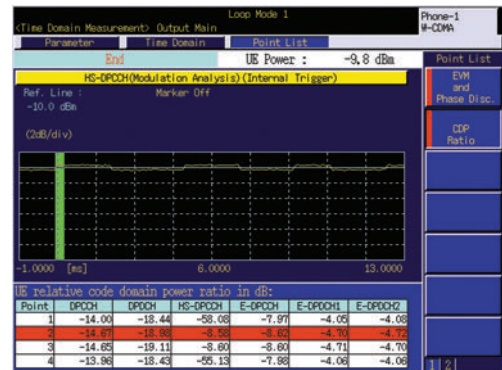 Loop Mode 1
Phone-1
W-CDMA
<Time Domain Measurement> Output Main
Parameter Time Domain Point List
End UE Power : -9.8 dBm Point List
HS-DPCCH(Modulation Analysis)(Internal Trigger)
EVM
and
Phase Disc.
Ref. Line : Marker Off
-10.0 dBm
CDP
Ratio
(2dB/div)
-1.0000 [ms] 6.0000 13.0000
UE relative code domain power ratio in dB:
Point DPCCH DPDCH HS-DPCCH E-DPCCH E-DPDCH1 E-DPDCH2
1 -14.00 -18.44 -58.08 -7.97 -4.05 -4.08
2 -14.67 -18.98 -8.58 -8.62 -4.70 -4.72
3 -14.65 -19.11 -8.60 -8.60 -4.71 -4.70
4 -13.96 -18.43 -55.13 -7.98 -4.06 -4.06
1 2